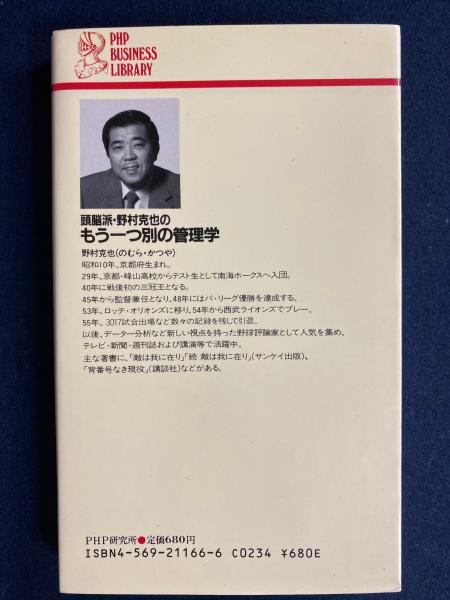 PHP
BUSINESS
LIBRARY
頭脳派・野村克也の
もう一つ別の管理学
野村克也(のむら・かつや)
昭和10年、京都府生まれ。
29年、京都・峰山高校からテスト生として南海ホークスへ入団。
40年に戦後初の三冠王となる。
45年から監督兼任となり、48年にはパ・リーグ優勝を達成する。
53年、ロッテ・オリオンズに移り、54年から西武ライオンズでプレー。
55年、3017試合出場など数々の記録を残して引退。
以後、データー分析など新しい視点を持った野球評論家として人気を集め、
テレビ・新聞・週刊誌および講演等で活躍中。
主な著書に、「敵は我に在り」「続 敵は我に在り」(サンケイ出版)、
「背番号なき現役」(講談社)などがある。
PHP研究所●定価680円
ISBN4-569-21166-6 C0234 ¥680E